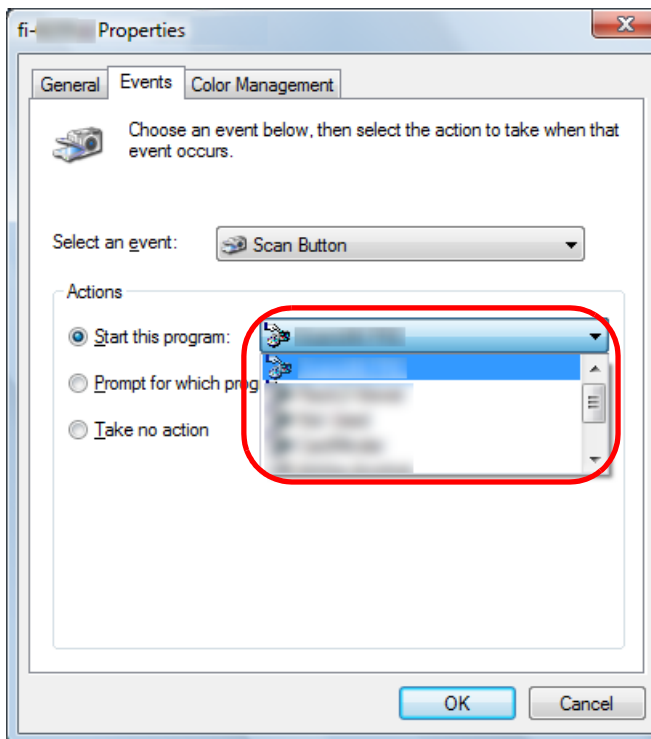 fi- Properties
General Events Color Management
Choose an event below, then select the action to take when that
event occurs.
Select an event: Scan Button
Actions
Start this program:
Prompt for which prog
Take no action
OK Cancel